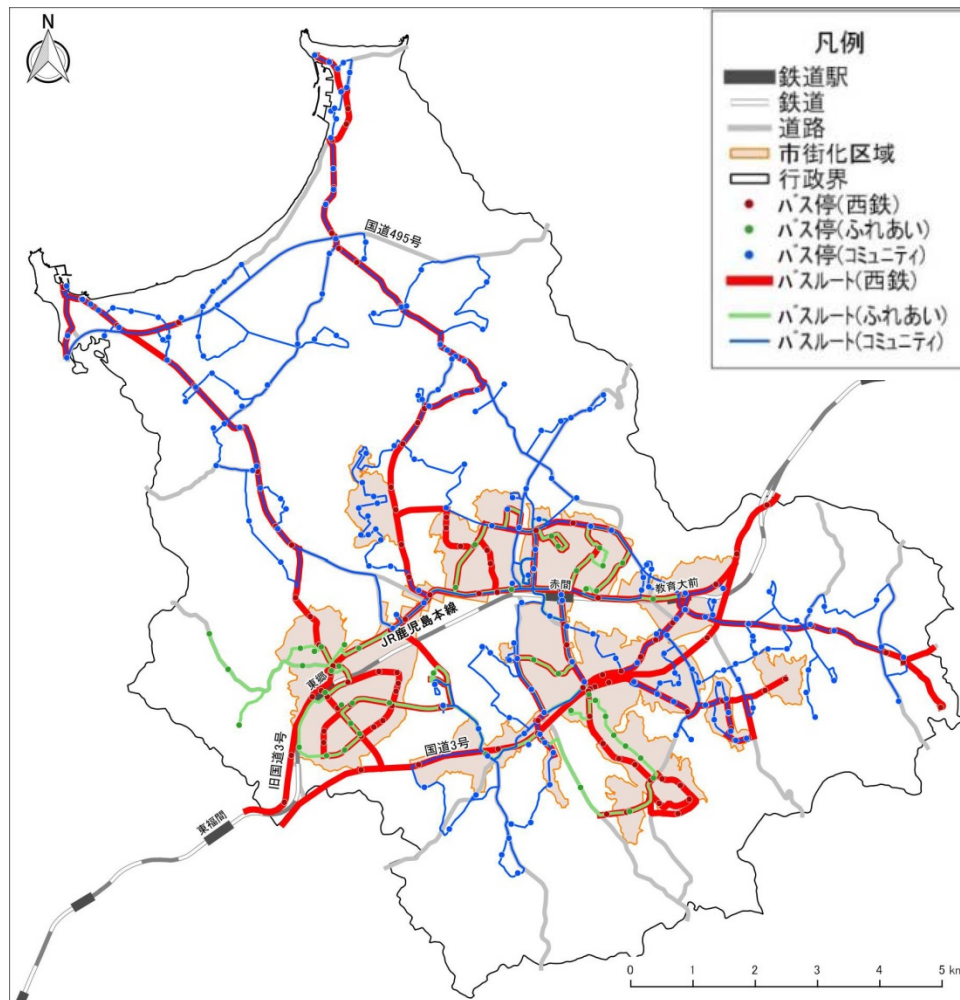 N
凡例
鉄道駅
鉄道
道路
市街化区域
行政界
バス停(西鉄)
バス停(ふれあい)
バス停(コミュニティ)
バスルート(西鉄)
バスルート(ふれあい)
バスルート(コミュニティ)
国道495号
赤間
教育大前
JR鹿児島本線
東郷
国道3号
旧国道3号
東福間
0 1 2 3 4 5 km